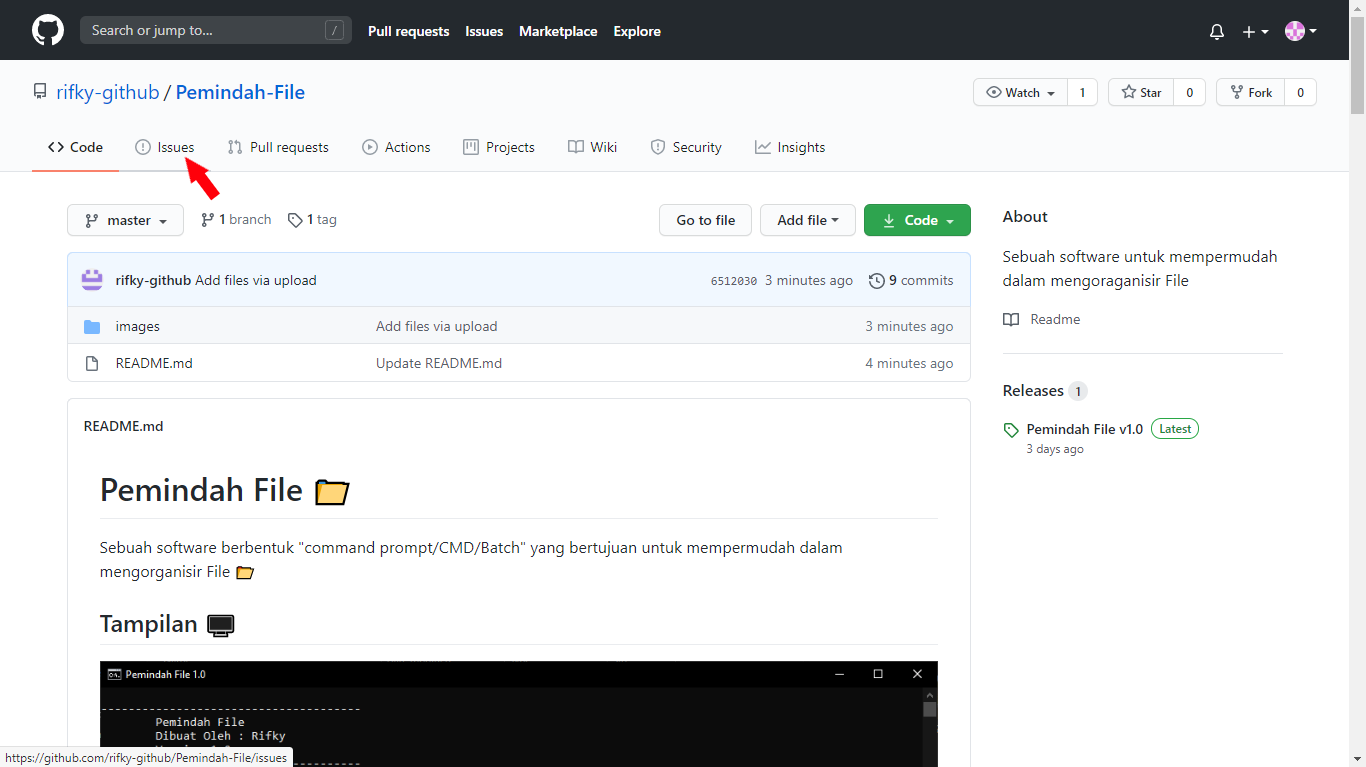 Search or jump to... / Pull requests Issues Marketplace Explore
rifky-github / Pemindah-File Watch 1 Star 0 Fork 0
Code Issues Pull requests Actions Projects Wiki Security Insights
master 1 branch 1 tag Go to file Add file Code
rifky-github Add files via upload 6512030 3 minutes ago 9 commits
images Add files via upload 3 minutes ago
README.md Update README.md 4 minutes ago
README.md
Pemindah File
Sebuah software berbentuk "command prompt/CMD/Batch" yang bertujuan untuk mempermudah dalam
mengorganisir File
Tampilan
Pemindah File 1.0
--------------------------------------
Pemindah File
Dibuat Oleh : Rifky
https://github.com/rifky-github/Pemindah-File/issues
About
Sebuah software untuk mempermudah
dalam mengoraganisir File
Readme
Releases 1
Pemindah File v1.0 Latest
3 days ago